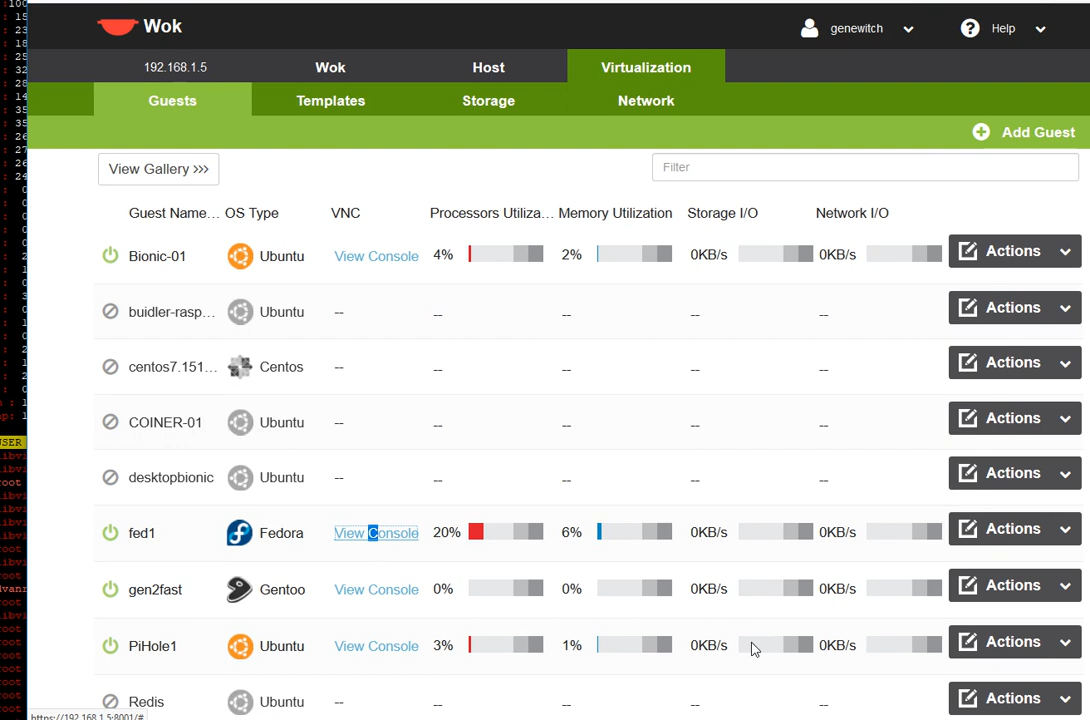 Wok
genewitch
Help
192.168.1.5 Wok Host Virtualization
Guests Templates Storage Network
Add Guest
View Gallery >>>
Filter
Guest Name... OS Type VNC Processors Utiliza... Memory Utilization Storage I/O Network I/O
Bionic-01 Ubuntu View Console 4% 2% 0KB/s 0KB/s Actions
buidler-rasp... Ubuntu -- -- -- -- -- Actions
centos7.151... Centos -- -- -- -- -- Actions
COINER-01 Ubuntu -- -- -- -- -- Actions
desktopbionic Ubuntu -- -- -- -- -- Actions
fed1 Fedora View Console 20% 6% 0KB/s 0KB/s Actions
gen2fast Gentoo View Console 0% 0% 0KB/s 0KB/s Actions
PiHole1 Ubuntu View Console 3% 1% 0KB/s 0KB/s Actions
Redis Ubuntu -- -- -- -- -- Actions
https://192.168.1.5:8001/#